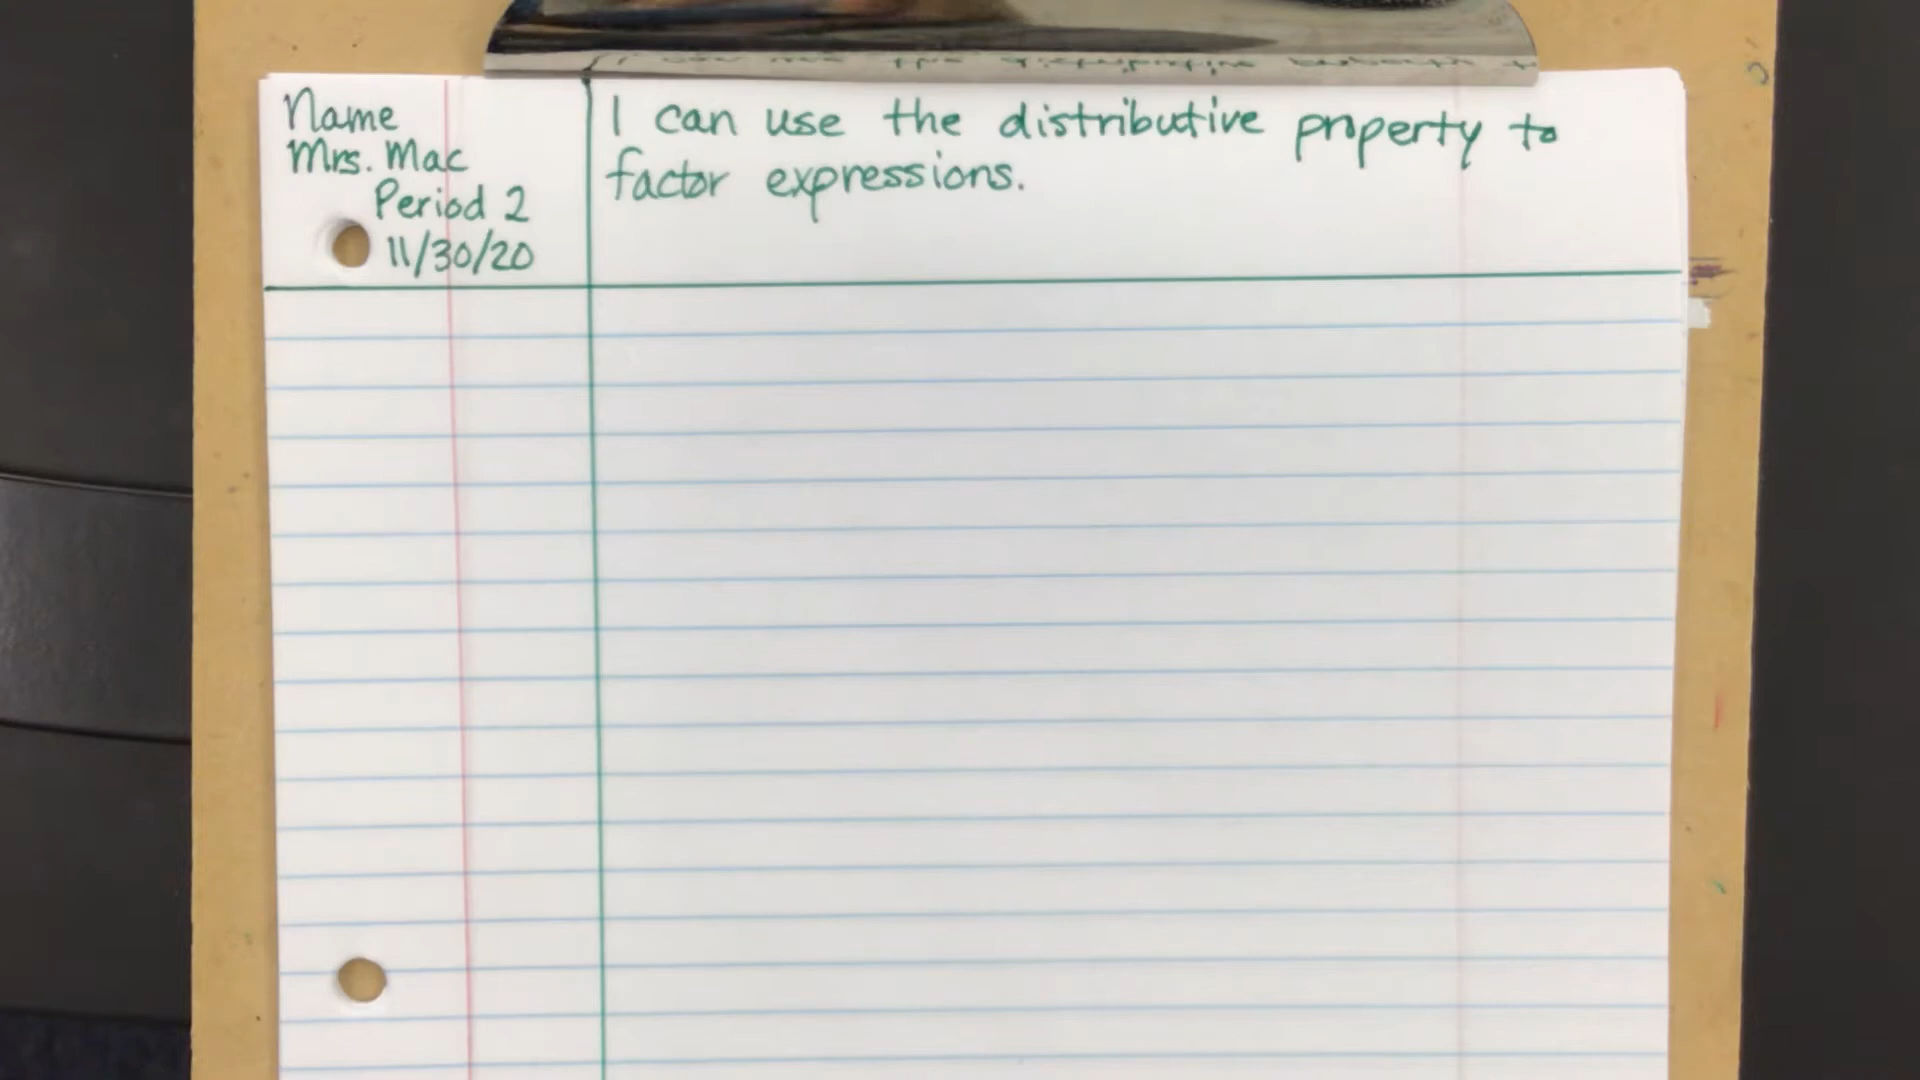 Name
Mrs. Mac
Period 2
11/30/20
I can use the distributive property to
factor expressions.